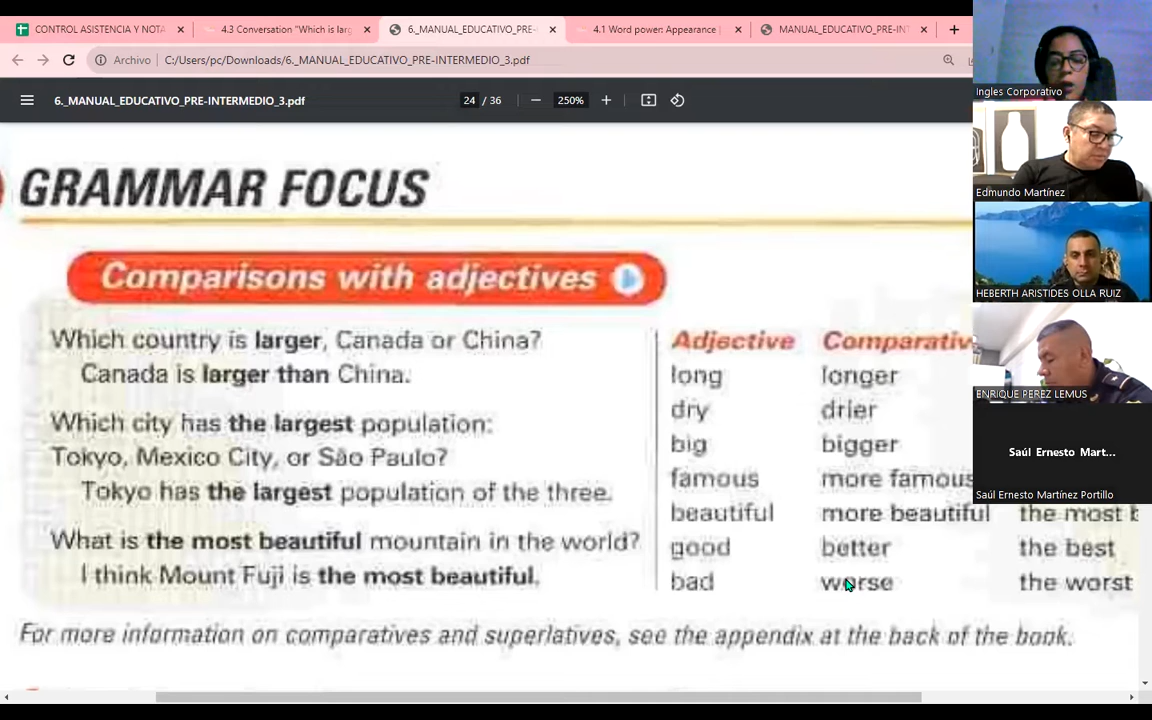 CONTROL ASISTENCIA Y NOTA
4.3 Conversation "Which is larg
6._MANUAL_EDUCATIVO_PRE-
4.1 Word power: Appearance
MANUAL_EDUCATIVO_PRE-INT
Archivo C:/Users/pc/Downloads/6._MANUAL_EDUCATIVO_PRE-INTERMEDIO_3.pdf
6._MANUAL_EDUCATIVO_PRE-INTERMEDIO_3.pdf 24 / 36 250%
GRAMMAR FOCUS
Comparisons with adjectives
Which country is larger, Canada or China?
Canada is larger than China.
Which city has the largest population:
Tokyo, Mexico City, or São Paulo?
Tokyo has the largest population of the three.
What is the most beautiful mountain in the world?
I think Mount Fuji is the most beautiful.
Adjective Comparativ
long longer
dry drier
big bigger
famous more famous
beautiful more beautiful the most b
good better the best
bad worse the worst
For more information on comparatives and superlatives, see the appendix at the back of the book.
Ingles Corporativo
Edmundo Martínez
HEBERTH ARISTIDES OLLA RUIZ
ENRIQUE PEREZ LEMUS
Saúl Ernesto Mart...
Saúl Ernesto Martínez Portillo